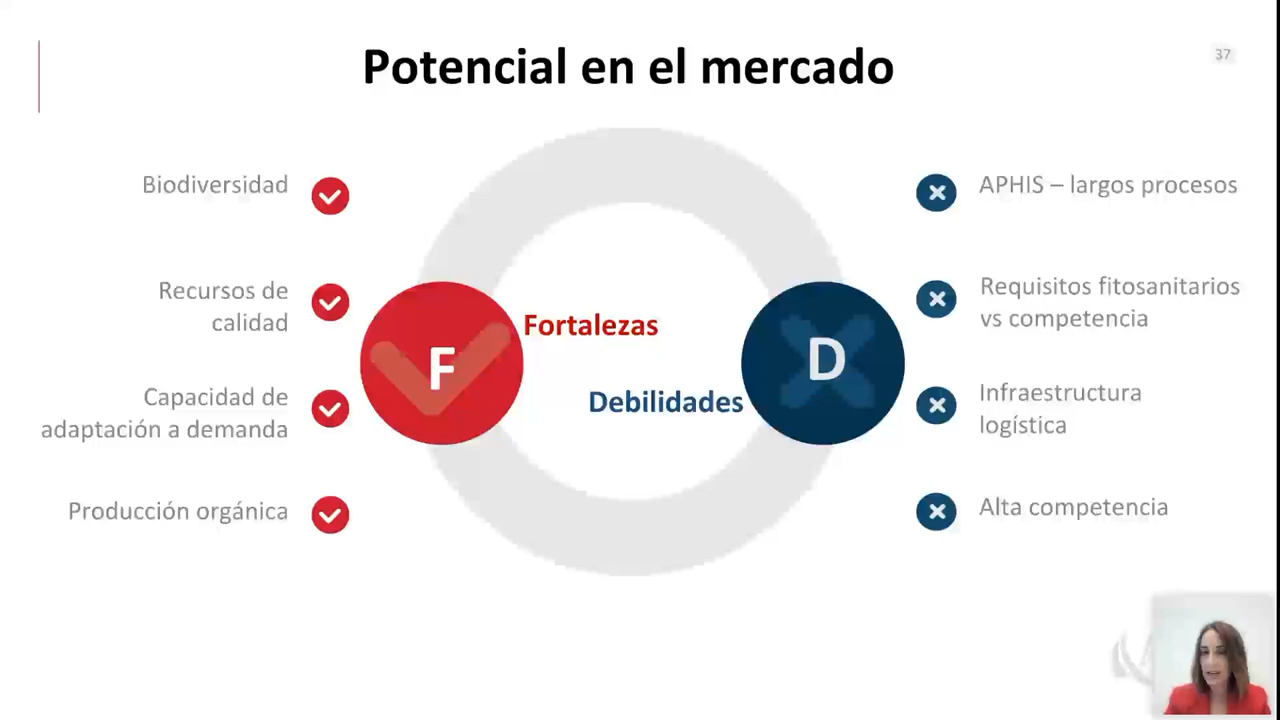 Potencial en el mercado
37
Biodiversidad
Recursos de
calidad
Capacidad de
adaptación a demanda
Producción orgánica
F
Fortalezas
Debilidades
D
APHIS – largos procesos
Requisitos fitosanitarios
vs competencia
Infraestructura
logística
Alta competencia